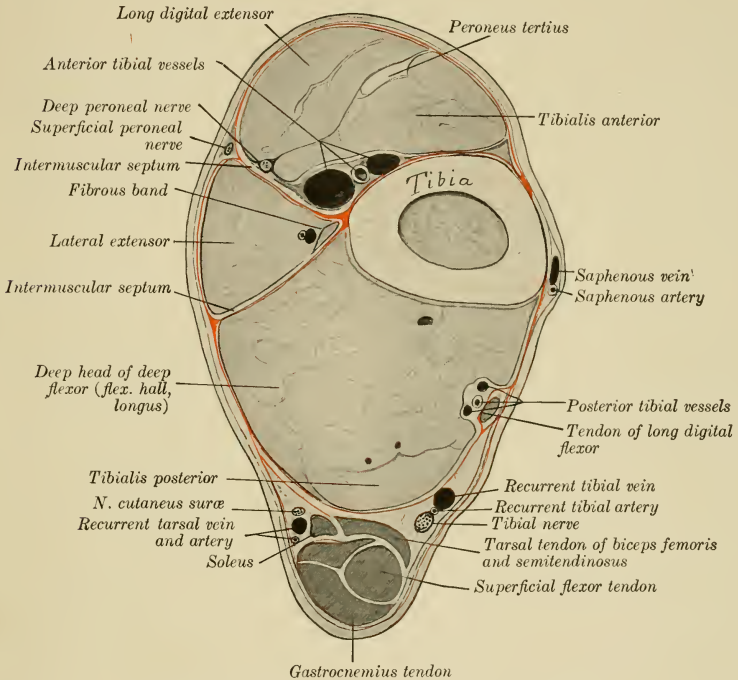 Long digital extensor
Peroneus tertius
Anterior tibial vessels
Deep peroneal nerve
Superficial peroneal
nerve
Tibialis anterior
Intermuscular septum
Fibrous band
Tibia
Lateral extensor
Saphenous vein
Saphenous artery
Intermuscular septum
Deep head of deep
flexor (flex. hall,
longus)
Posterior tibial vessels
Tendon of long digital
flexor
Tibialis posterior
Recurrent tibial vein
N. cutaneus suræ
Recurrent tibial artery
Recurrent tarsal vein
and artery
Tibial nerve
Soleus
Tarsal tendon of biceps femoris
and semitendinosus
Superficial flexor tendon
Gastrocnemius tendon